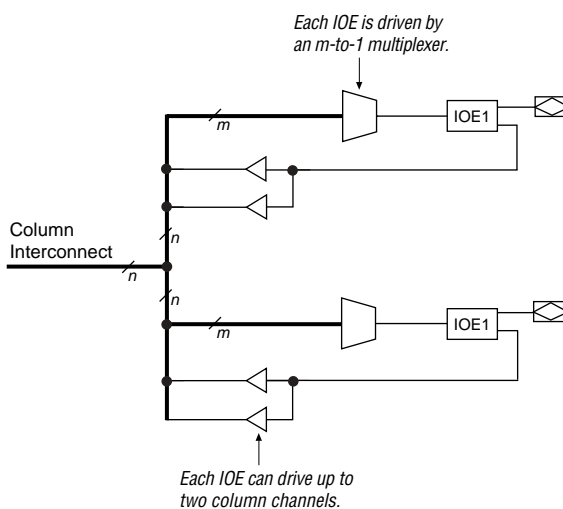 Each IOE is driven by
an m-to-1 multiplexer.
m
IOE1
Column
Interconnect
n
n
n
m
IOE1
Each IOE can drive up to
two column channels.